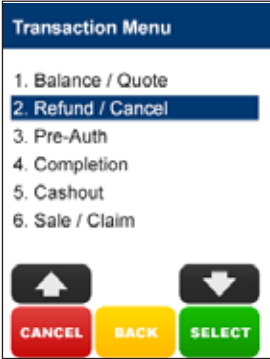 Transaction Menu
1. Balance / Quote
2. Refund / Cancel
3. Pre-Auth
4. Completion
5. Cashout
6. Sale / Claim
CANCEL BACK SELECT